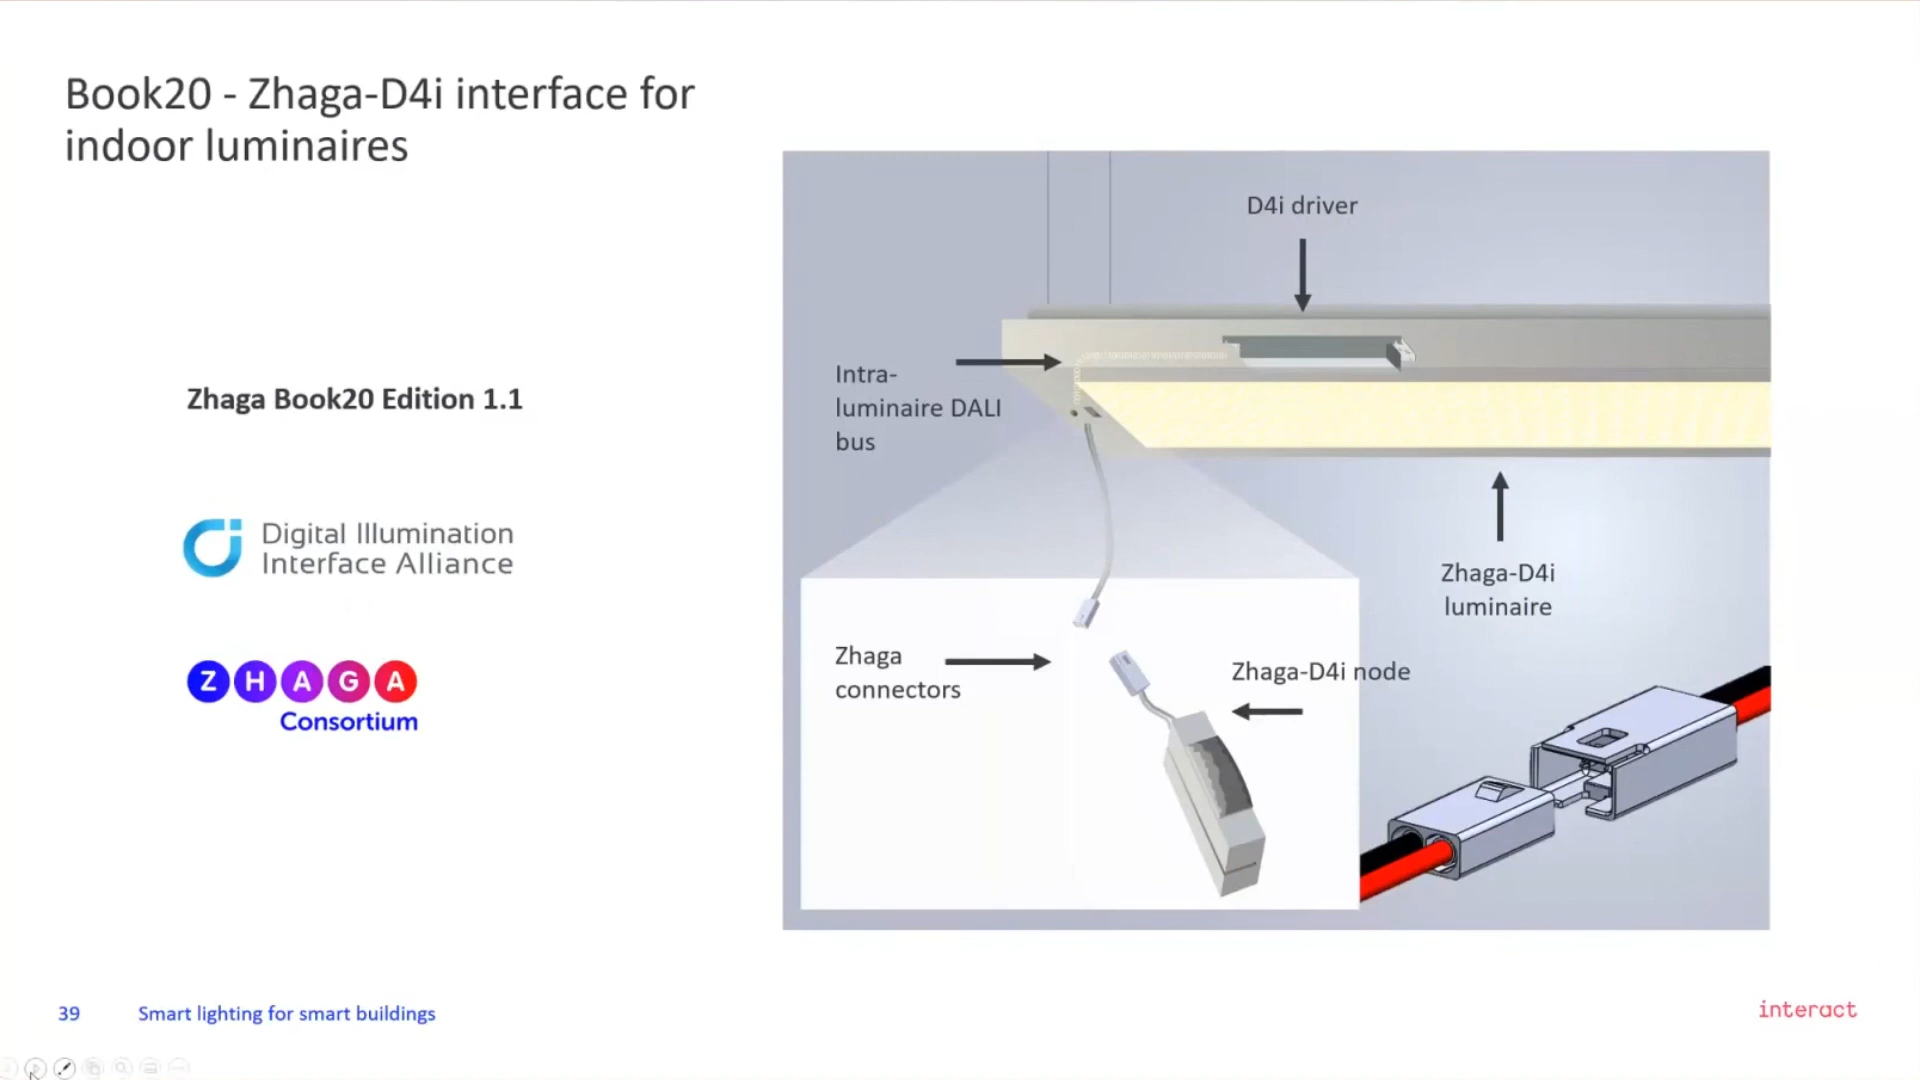 Book20 - Zhaga-D4i interface for
indoor luminaires
Zhaga Book20 Edition 1.1
Digital Illumination
Interface Alliance
ZHAGA
Consortium
D4i driver
Intra-
luminaire DALI
bus
Zhaga-D4i
luminaire
Zhaga
connectors
Zhaga-D4i node
39
Smart lighting for smart buildings
interact